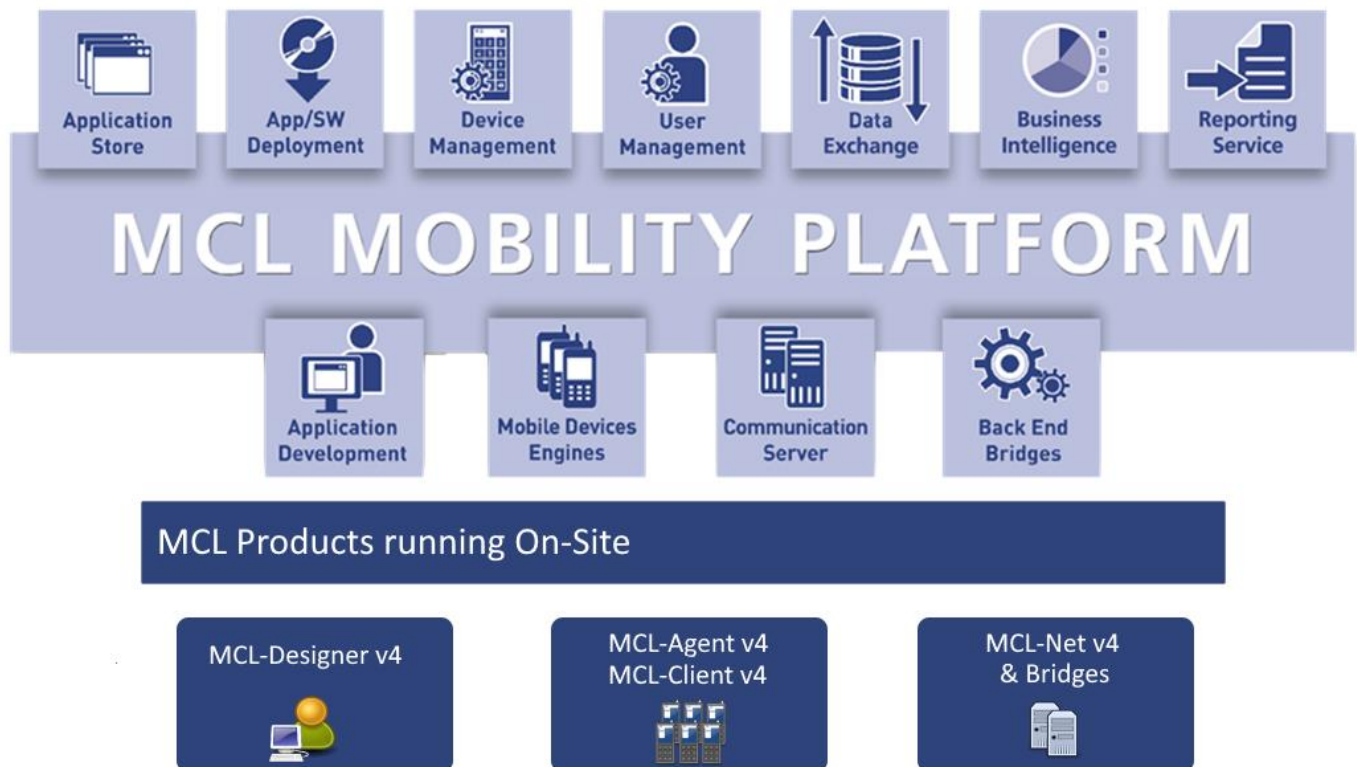 Application
Store
App/SW
Deployment
Device
Management
User
Management
Data
Exchange
Business
Intelligence
Reporting
Service
MCL MOBILITY PLATFORM
Application
Development
Mobile Devices
Engines
Communication
Server
Back End
Bridges
MCL Products running On-Site
MCL-Designer v4
MCL-Agent v4
MCL-Client v4
MCL-Net v4
& Bridges